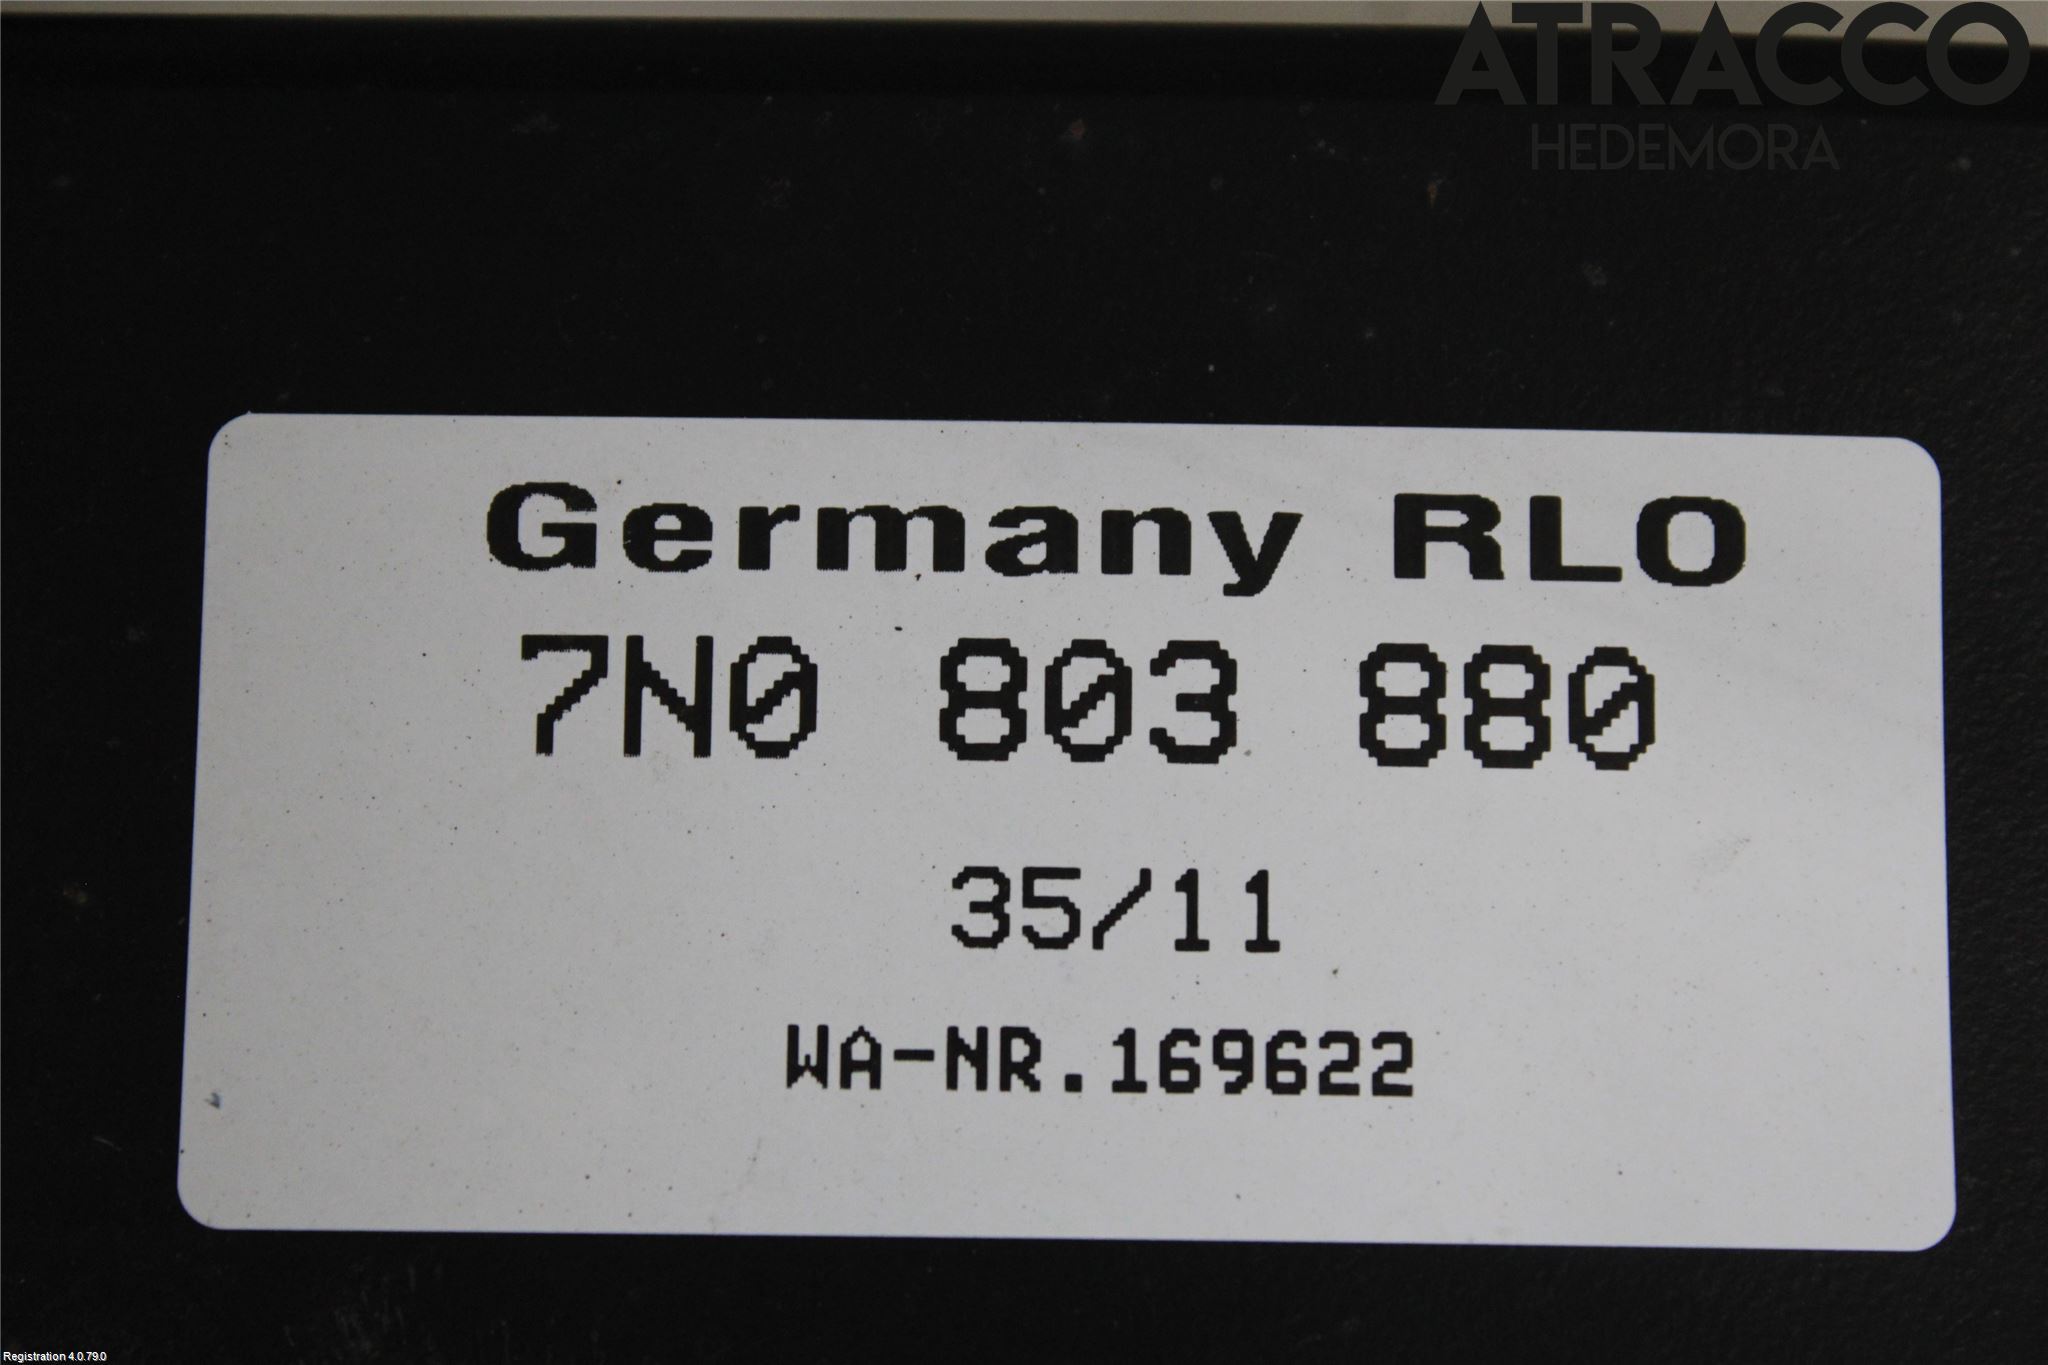 ATRACCO
HEDEMORA
Germany RLO
7N0 803 880
35/11
WA-NR.169622
Registration 4.0.79.0